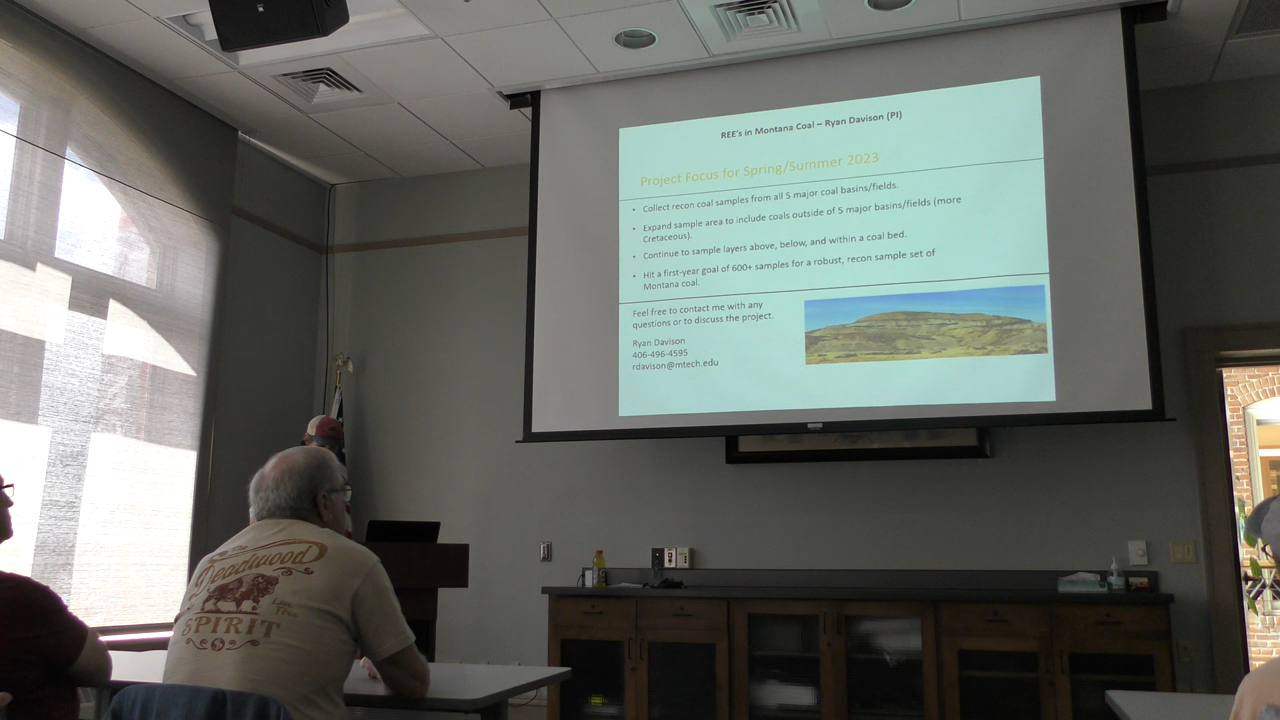 REE's in Montana Coal – Ryan Davison (PI)
Project Focus for Spring/Summer 2023
• Collect recon coal samples from all 5 major coal basins/fields.
• Expand sample area to include coals outside of 5 major basins/fields (more
Cretaceous).
• Continue to sample layers above, below, and within a coal bed.
• Hit a first-year goal of 600+ samples for a robust, recon sample set of
Montana coal.
Feel free to contact me with any
questions or to discuss the project.
Ryan Davison
406-496-4595
rdavison@mtech.edu
The
Deadwood
SPIRIT